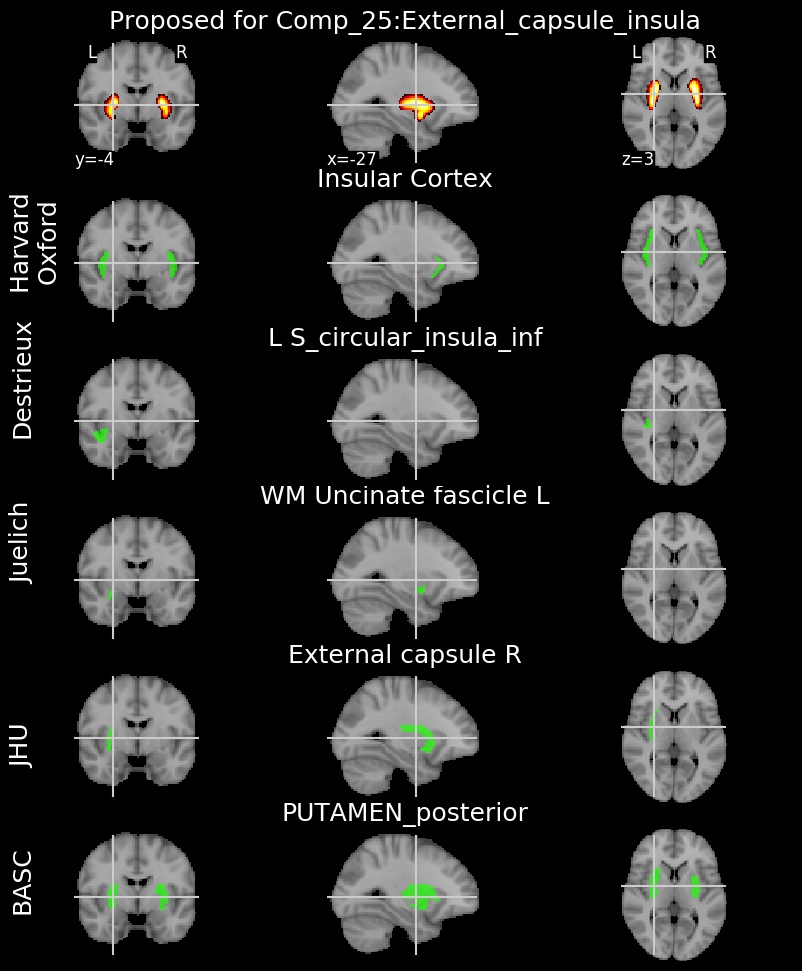 Proposed for Comp_25:External_capsule_insula
L R L R
y=-4 x=-27 z=3
Insular Cortex
Harvard
Oxford
L S_circular_insula_inf
Destrieux
WM Uncinate fascicle L
Juelich
External capsule R
JHU
PUTAMEN_posterior
BASC